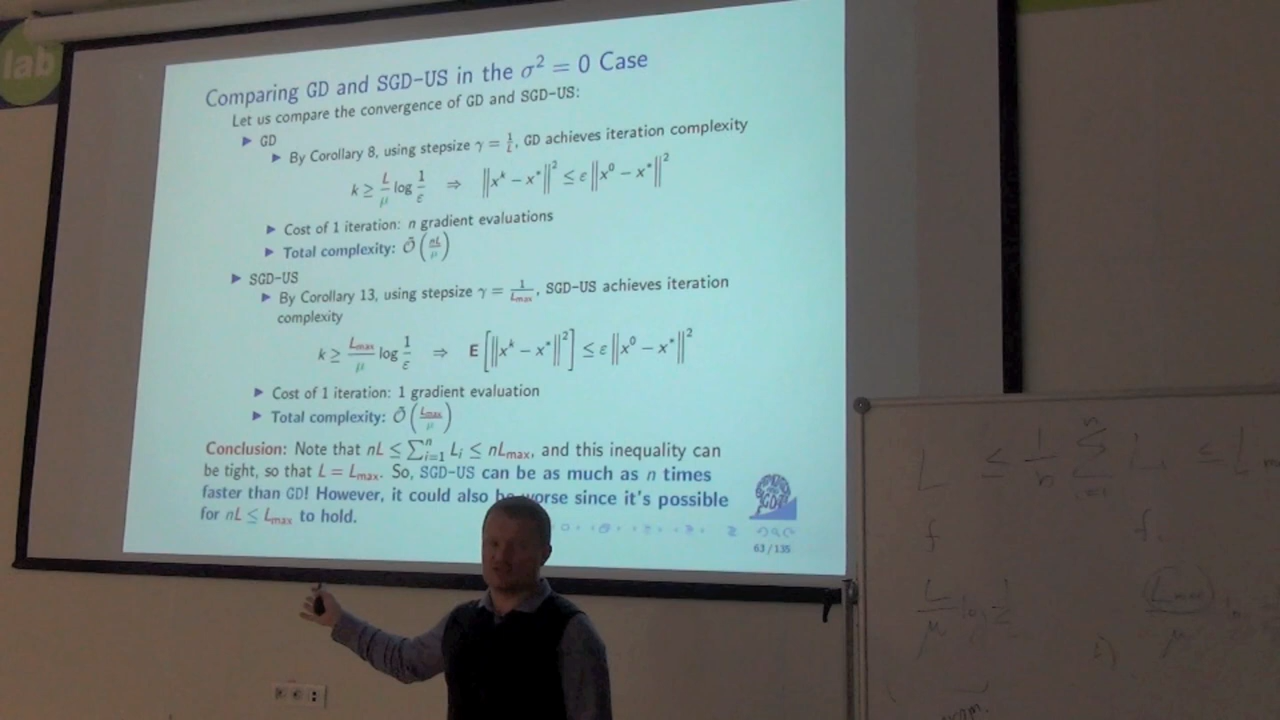 lab
Comparing GD and SGD-US in the σ² = 0 Case
Let us compare the convergence of GD and SGD-US:
▶ GD
▶ By Corollary 8, using stepsize γ = 1/L, GD achieves iteration complexity
k ≥ L/μ log 1/ε ⇒ ‖x^k − x*‖² ≤ ε ‖x^0 − x*‖²
▶ Cost of 1 iteration: n gradient evaluations
▶ Total complexity: Õ(nL/μ)
▶ SGD-US
▶ By Corollary 13, using stepsize γ = 1/L_max, SGD-US achieves iteration
complexity
k ≥ L_max/μ log 1/ε ⇒ E[‖x^k − x*‖²] ≤ ε ‖x^0 − x*‖²
▶ Cost of 1 iteration: 1 gradient evaluation
▶ Total complexity: Õ(L_max/μ)
Conclusion: Note that nL ≤ ∑_{i=1}^n L_i ≤ nL_max, and this inequality can
be tight, so that L = L_max. So, SGD-US can be as much as n times
faster than GD! However, it could also be worse since it's possible
for nL ≤ L_max to hold.
63/135
L ≤ 1/n ∑_{i=1}^n L_i ≤ L
f f
L/μ